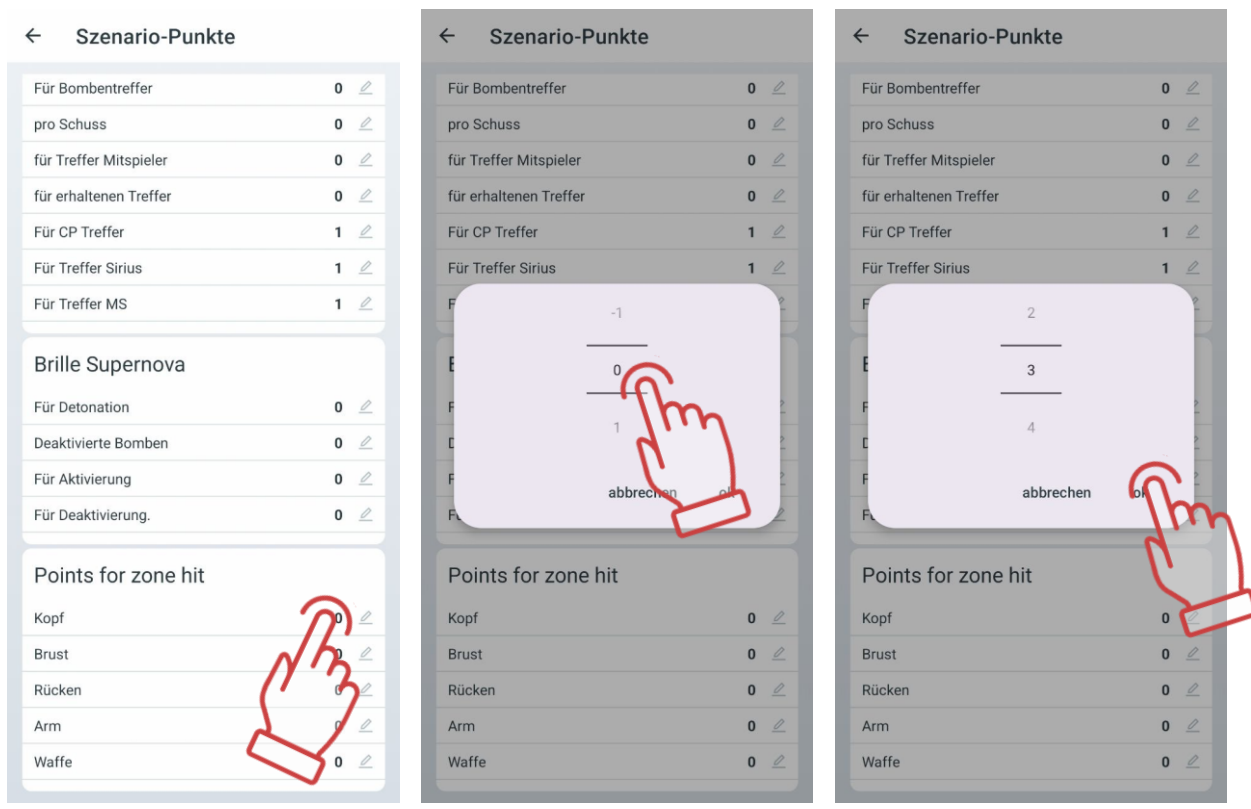 ← Szenario-Punkte
Für Bombentreffer 0
pro Schuss 0
für Treffer Mitspieler 0
für erhaltenen Treffer 0
Für CP Treffer 1
Für Treffer Sirius 1
Für Treffer MS 1
Brille Supernova
Für Detonation 0
Deaktivierte Bomben 0
Für Aktivierung 0
Für Deaktivierung. 0
Points for zone hit
Kopf 0
Brust 0
Rücken 0
Arm 0
Waffe 0
← Szenario-Punkte
Für Bombentreffer 0
pro Schuss 0
für Treffer Mitspieler 0
für erhaltenen Treffer 0
Für CP Treffer 1
Für Treffer Sirius 1
-1
0
1
abbrechen ok
Points for zone hit
Kopf 0
Brust 0
Rücken 0
Arm 0
Waffe 0
← Szenario-Punkte
Für Bombentreffer 0
pro Schuss 0
für Treffer Mitspieler 0
für erhaltenen Treffer 0
Für CP Treffer 1
Für Treffer Sirius 1
2
3
4
abbrechen ok
Points for zone hit
Kopf 0
Brust 0
Rücken 0
Arm 0
Waffe 0